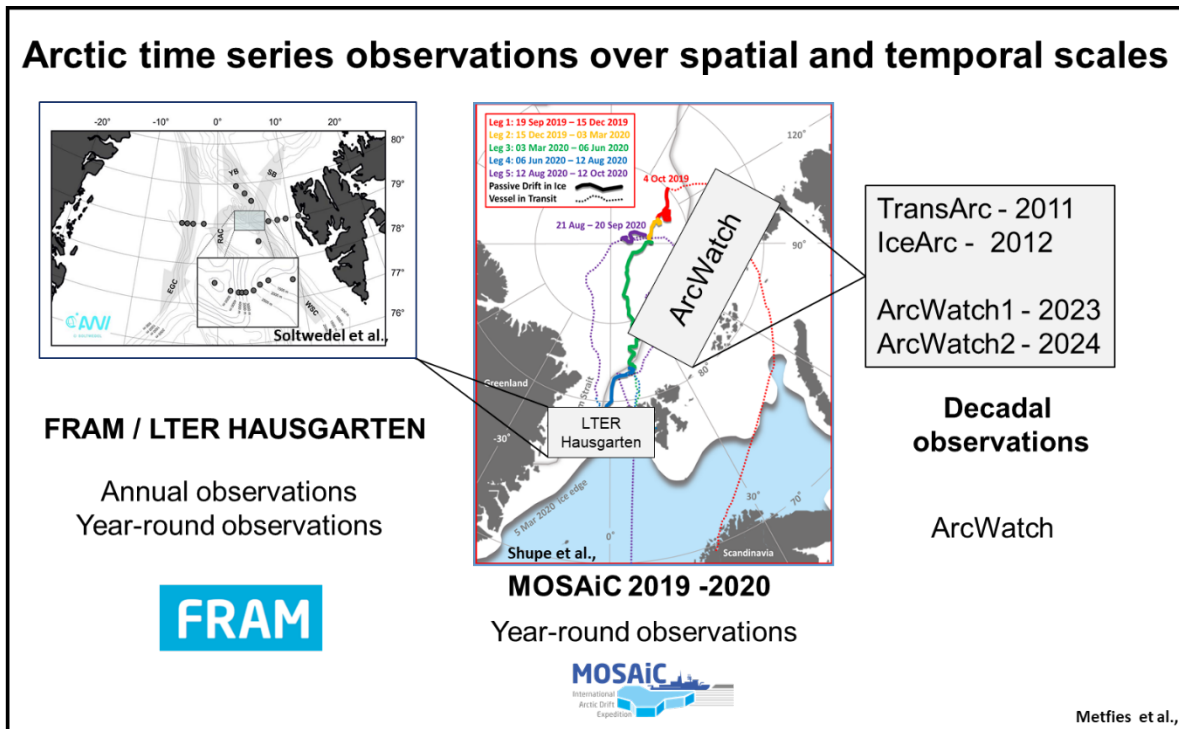 Arctic time series observations over spatial and temporal scales
-20° -10° 0° 10° 20°
80°
79°
78°
77°
76°
YB
SB
RAC
EGC
WSC
AWI
Soltwedel et al.,
FRAM / LTER HAUSGARTEN
Annual observations
Year-round observations
FRAM
Leg 1: 19 Sep 2019 – 15 Dec 2019
Leg 2: 15 Dec 2019 – 03 Mar 2020
Leg 3: 03 Mar 2020 – 06 Jun 2020
Leg 4: 06 Jun 2020 – 12 Aug 2020
Leg 5: 12 Aug 2020 – 12 Oct 2020
Passive Drift in Ice
Vessel in Transit
120°
4 Oct 2019
21 Aug – 20 Sep 2020
90°
ArcWatch
80°
Greenland
Strait
LTER
Hausgarten
-30°
5 Mar 2020 Ice edge
0°
30°
70°
Scandinavia
Shupe et al.,
MOSAiC 2019 -2020
Year-round observations
MOSAiC
International
Arctic Drift
Expedition
TransArc - 2011
IceArc - 2012
ArcWatch1 - 2023
ArcWatch2 - 2024
Decadal
observations
ArcWatch
Metfies et al.,